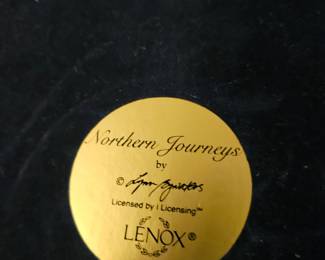 Northern Journeys
by
©
Licensed by I Licensing™
LENOX®